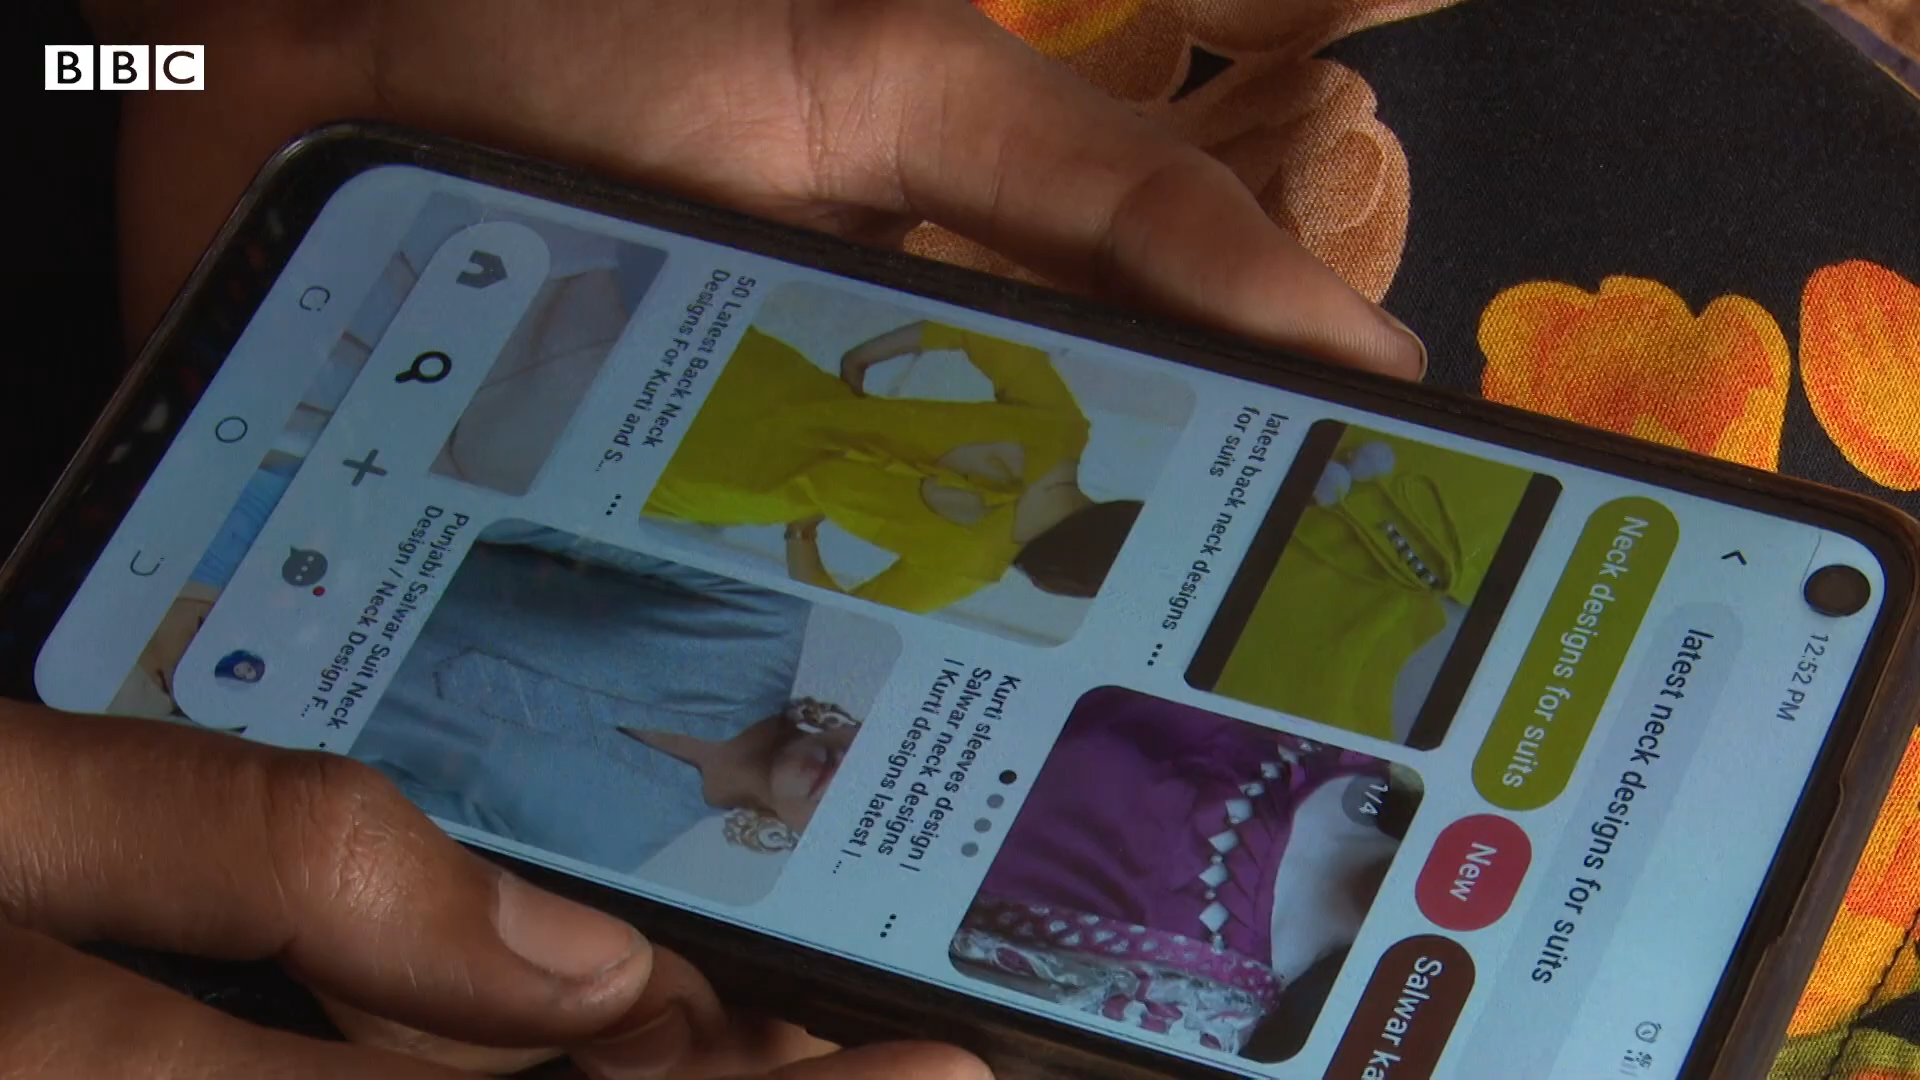 BBC
12:52 PM
latest neck designs for suits
Neck designs for suits
New
Salwar ka
latest back neck designs
for suits
1/4
Kurti sleeves design |
Salwar neck designs
| Kurti designs latest |...
50 Latest Back Neck
Designs For Kurti and S...
Punjabi Salwar Suit Neck
Design / Neck Design F...